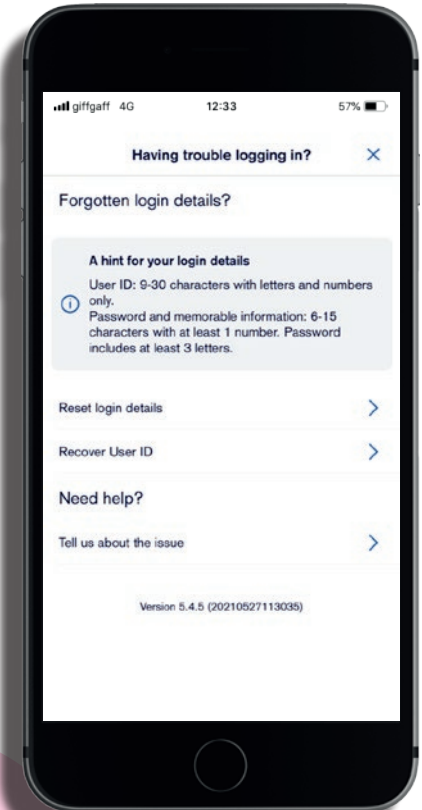 giffgaff 4G 12:33 57%
Having trouble logging in?
Forgotten login details?
A hint for your login details
User ID: 9-30 characters with letters and numbers
only.
Password and memorable information: 6-15
characters with at least 1 number. Password
includes at least 3 letters.
Reset login details
Recover User ID
Need help?
Tell us about the issue
Version 5.4.5 (20210527113035)